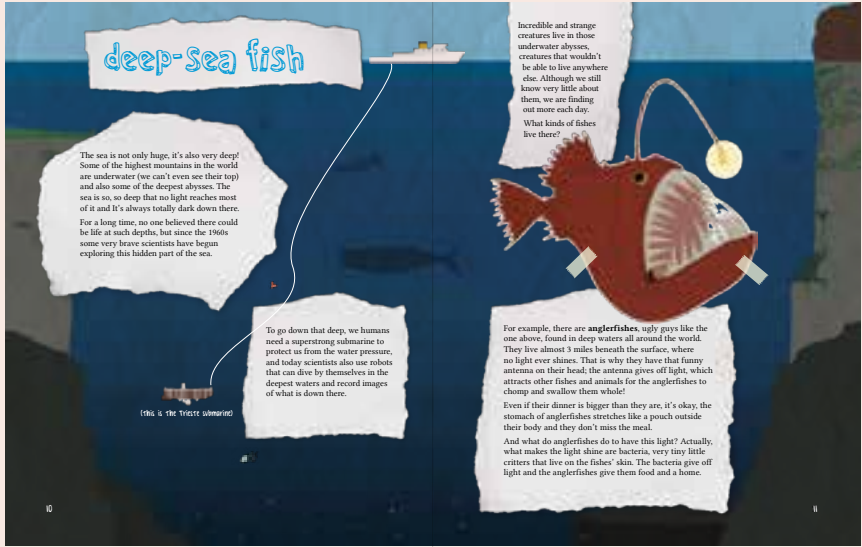 deep-sea fish
The sea is not only huge, it's also very deep!
Some of the highest mountains in the world
are underwater (we can't even see their top)
and also some of the deepest abysses. The
sea is so, so deep that no light reaches most
of it and It's always totally dark down there.
For a long time, no one believed there could
be life at such depths, but since the 1960s
some very brave scientists have begun
exploring this hidden part of the sea.
To go down that deep, we humans
need a superstrong submarine to
protect us from the water pressure,
and today scientists also use robots
that can dive by themselves in the
deepest waters and record images
of what is down there.
(This is the Trieste submarine)
10
Incredible and strange
creatures live in those
underwater abysses,
creatures that wouldn't
be able to live anywhere
else. Although we still
know very little about
them, we are finding
out more each day.
What kinds of fishes
live there?
For example, there are anglerfishes, ugly guys like the
one above, found in deep waters all around the world.
They live almost 3 miles beneath the surface, where
no light ever shines. That is why they have that funny
antenna on their head; the antenna gives off light, which
attracts other fishes and animals for the anglerfishes to
chomp and swallow them whole!
Even if their dinner is bigger than they are, it's okay, the
stomach of anglerfishes stretches like a pouch outside
their body and they don't miss the meal.
And what do anglerfishes do to have this light? Actually,
what makes the light shine are bacteria, very tiny little
critters that live on the fishes' skin. The bacteria give off
light and the anglerfishes give them food and a home.
11